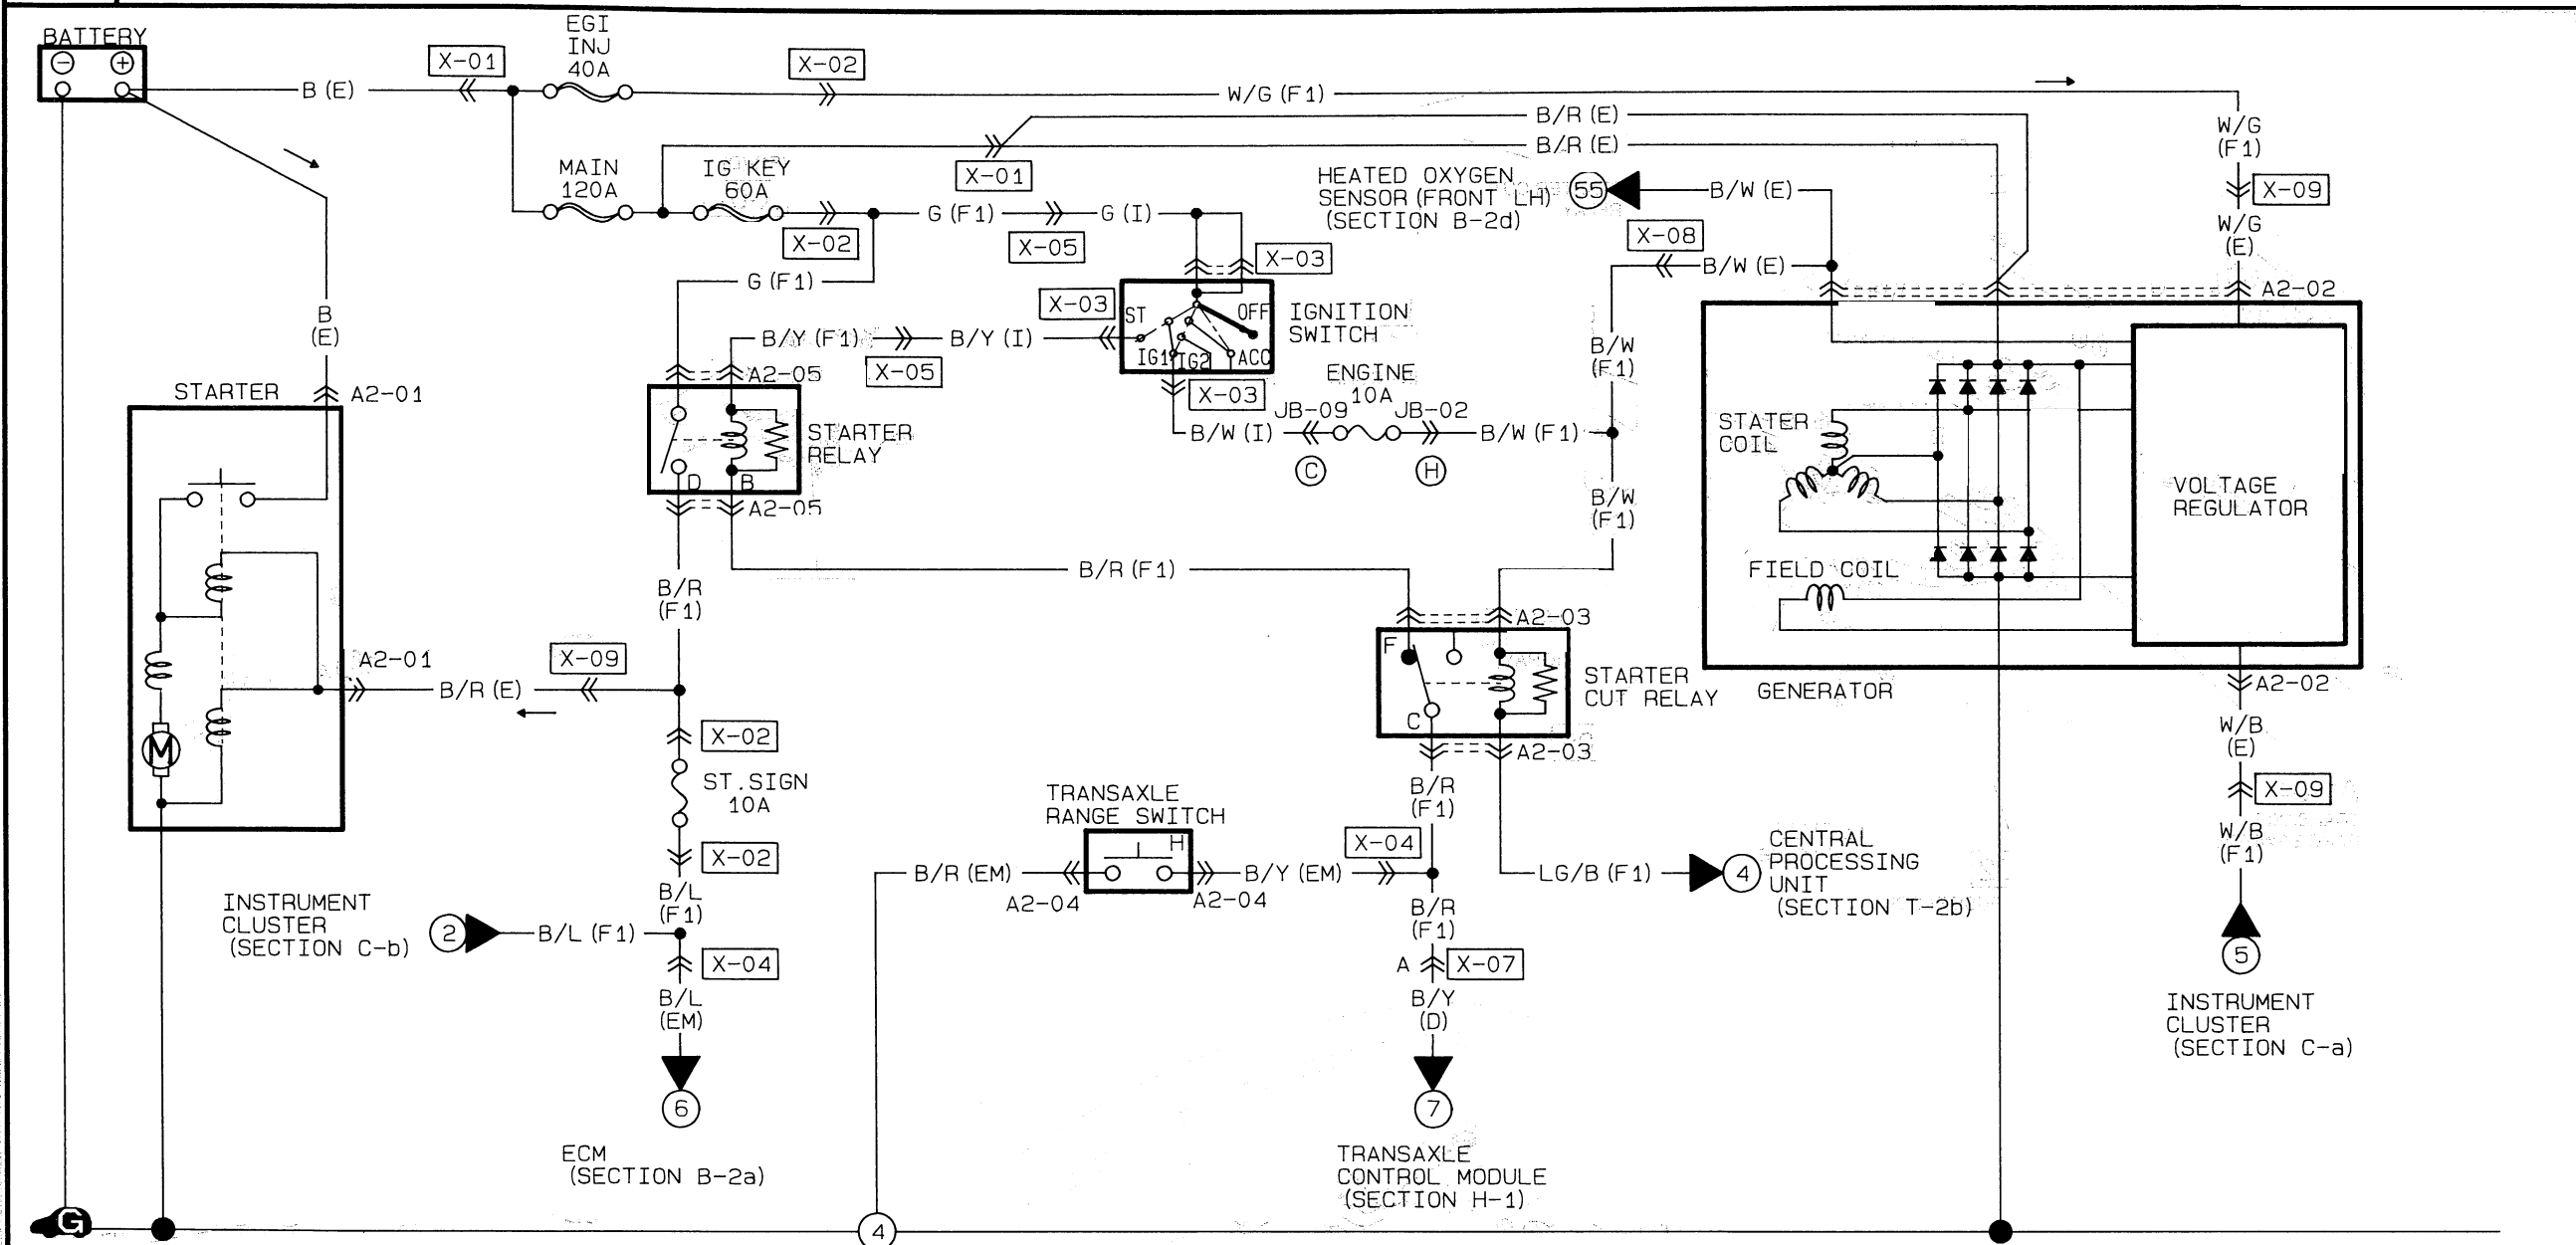 BATTERY
− +
B (E)
X-01
EGI
INJ
40A
X-02
W/G (F1)
B/R (E)
B/R (E)
X-01
W/G
(F1)
X-09
W/G
(E)
MAIN
120A
IG KEY
60A
X-02
G (F1)
X-05
G (I)
HEATED OXYGEN
SENSOR (FRONT LH)
(SECTION B-2d)
55
B/W (E)
X-08
B/W (E)
X-03
G (F1)
X-03
ST
OFF
IG1
IG2
ACC
IGNITION
SWITCH
A2-02
B
(E)
B/Y (F1)
X-05
B/Y (I)
X-03
ENGINE
10A
JB-09
JB-02
B/W (I)
B/W (F1)
C
H
B/W
(F1)
B/W
(F1)
STARTER
A2-01
A2-05
STARTER
RELAY
D
B
A2-05
STATER
COIL
VOLTAGE
REGULATOR
FIELD COIL
B/R
(F1)
B/R (F1)
A2-03
F
C
STARTER
CUT RELAY
A2-03
GENERATOR
A2-02
W/B
(E)
X-09
W/B
(F1)
5
INSTRUMENT
CLUSTER
(SECTION C-a)
A2-01
B/R (E)
X-09
M
X-02
ST.SIGN
10A
X-02
B/L
(F1)
INSTRUMENT
CLUSTER
(SECTION C-b)
2
B/L (F1)
X-04
B/L
(EM)
6
ECM
(SECTION B-2a)
TRANSAXLE
RANGE SWITCH
H
B/R (EM)
A2-04
A2-04
B/Y (EM)
X-04
B/R
(F1)
LG/B (F1)
4
CENTRAL
PROCESSING
UNIT
(SECTION T-2b)
B/R
(F1)
A
X-07
B/Y
(D)
7
TRANSAXLE
CONTROL MODULE
(SECTION H-1)
G
4